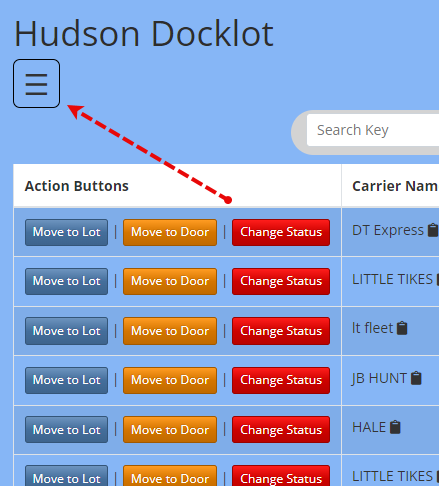 Hudson Docklot
Search Key
Action Buttons Carrier Nam
Move to Lot | Move to Door | Change Status DT Express
Move to Lot | Move to Door | Change Status LITTLE TIKES
Move to Lot | Move to Door | Change Status lt fleet
Move to Lot | Move to Door | Change Status JB HUNT
Move to Lot | Move to Door | Change Status HALE
Move to Lot | Move to Door | Change Status LITTLE TIKES